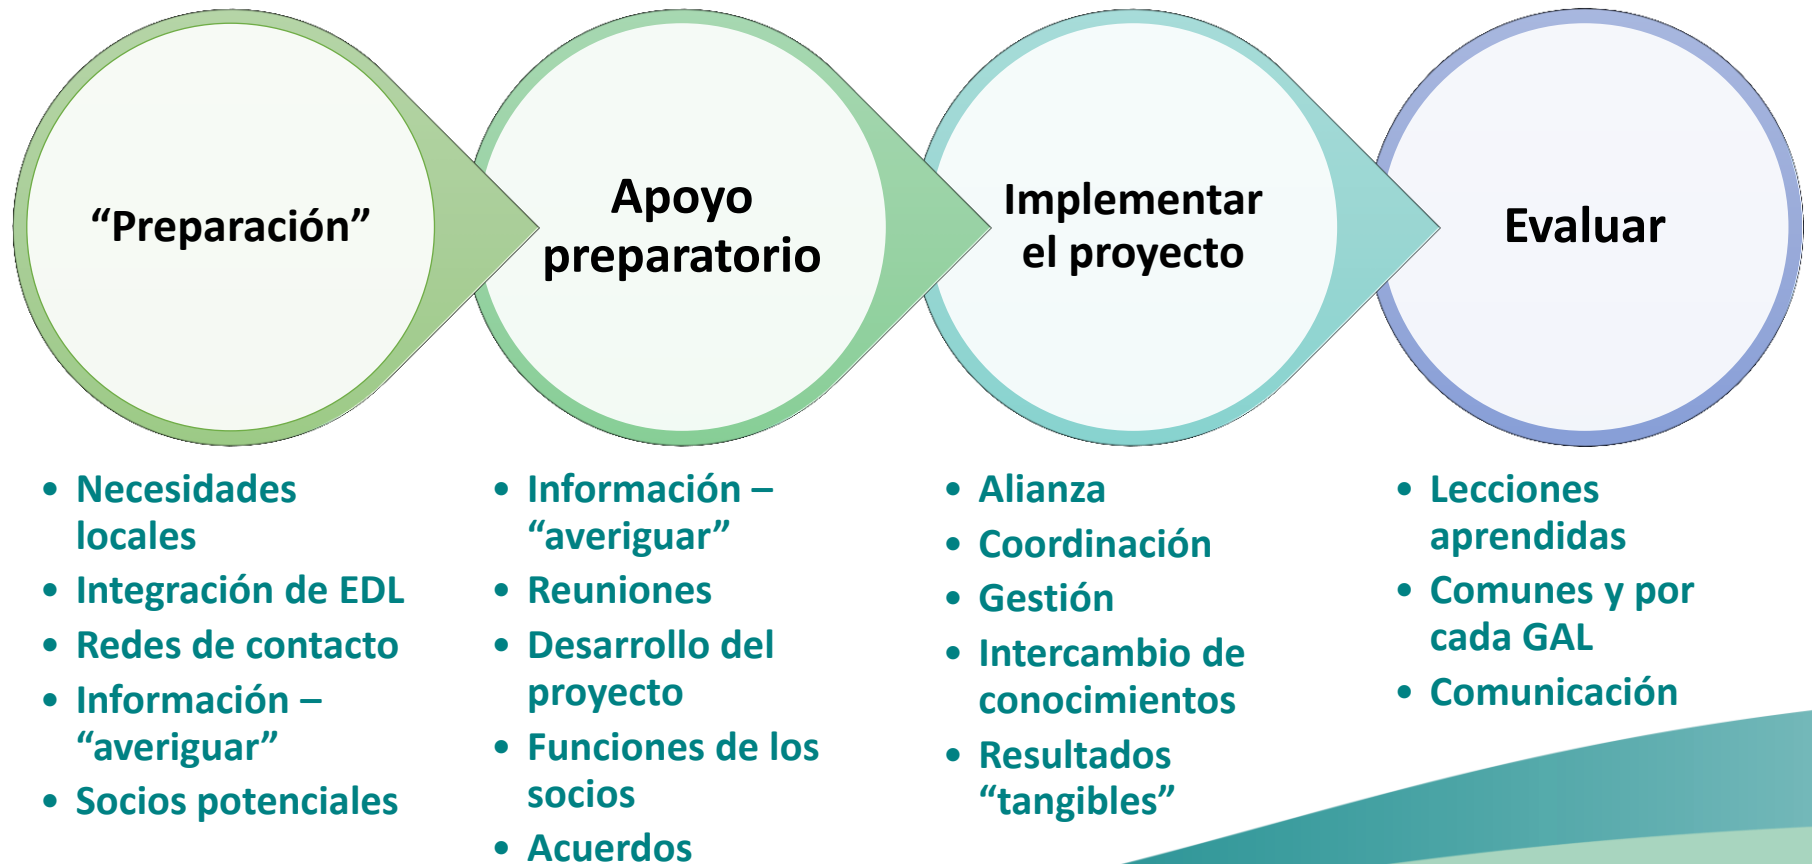 “Preparación”
Apoyo
preparatorio
Implementar
el proyecto
Evaluar
• Necesidades
locales
• Integración de EDL
• Redes de contacto
• Información –
“averiguar”
• Socios potenciales
• Información –
“averiguar”
• Reuniones
• Desarrollo del
proyecto
• Funciones de los
socios
• Acuerdos
• Alianza
• Coordinación
• Gestión
• Intercambio de
conocimientos
• Resultados
“tangibles”
• Lecciones
aprendidas
• Comunes y por
cada GAL
• Comunicación